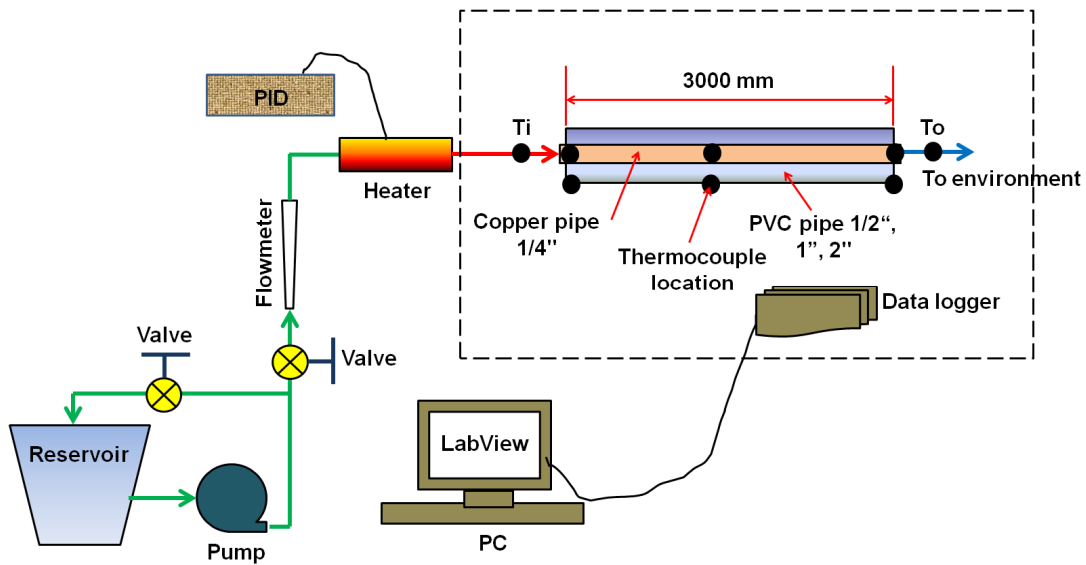 3000 mm
PID
Ti
To
Heater
To environment
Copper pipe
1/4"
PVC pipe 1/2“,
1”, 2"
Thermocouple
location
Flowmeter
Data logger
Valve
Valve
LabView
Reservoir
PC
Pump